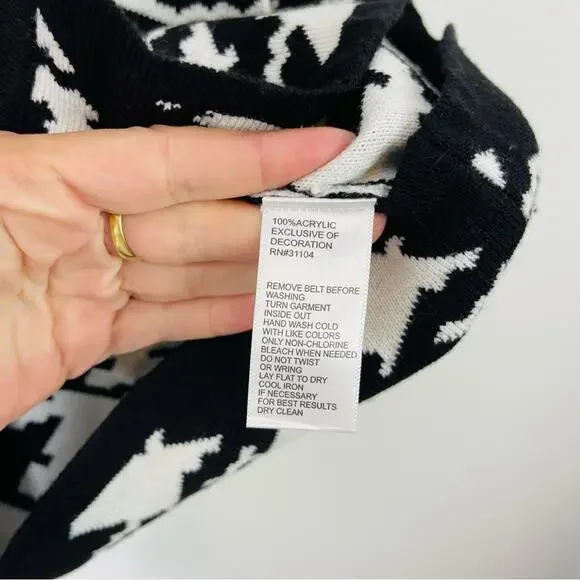 100%ACRYLIC
EXCLUSIVE OF
DECORATION
RN#31104
REMOVE BELT BEFORE
WASHING
TURN GARMENT
INSIDE OUT
HAND WASH COLD
WITH LIKE COLORS
ONLY NON-CHLORINE
BLEACH WHEN NEEDED
DO NOT TWIST
OR WRING
LAY FLAT TO DRY
COOL IRON
IF NECESSARY
FOR BEST RESULTS
DRY CLEAN